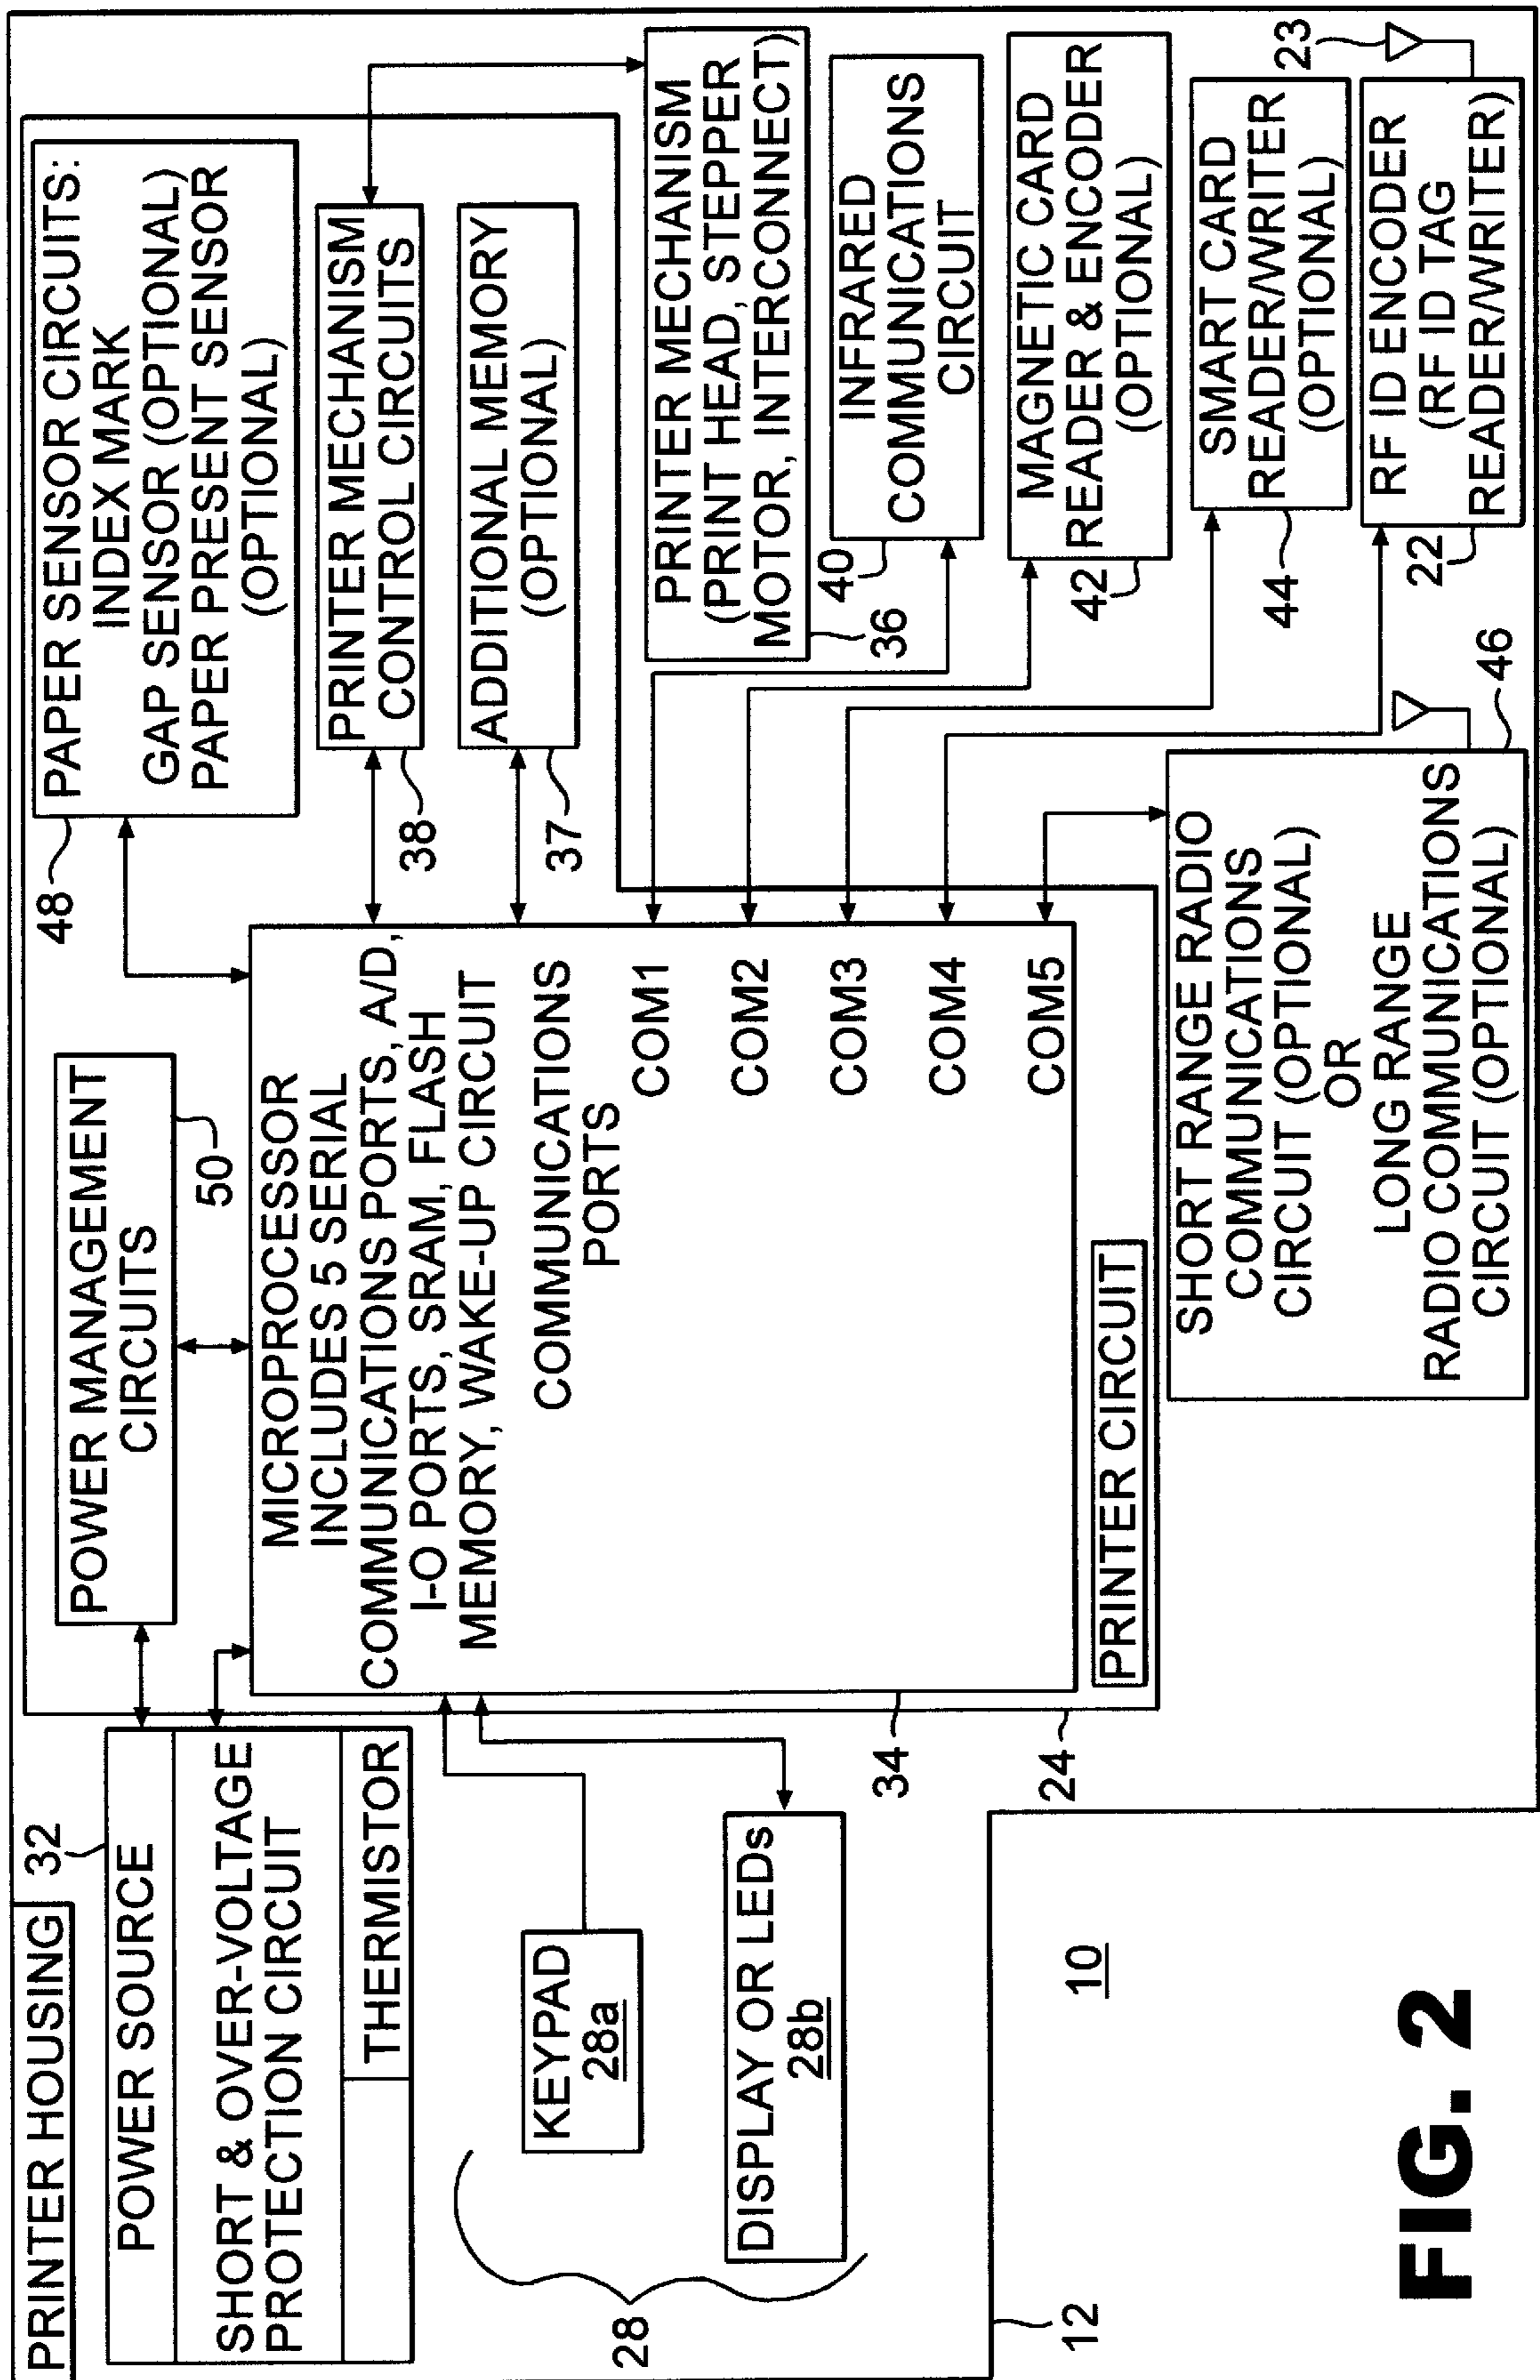 PRINTER HOUSING
32
POWER SOURCE
SHORT & OVER-VOLTAGE
PROTECTION CIRCUIT
THERMISTOR
POWER MANAGEMENT
CIRCUITS
50
48
PAPER SENSOR CIRCUITS:
INDEX MARK
GAP SENSOR (OPTIONAL)
PAPER PRESENT SENSOR
(OPTIONAL)
MICROPROCESSOR
INCLUDES 5 SERIAL
COMMUNICATIONS PORTS, A/D,
I-O PORTS, SRAM, FLASH
MEMORY, WAKE-UP CIRCUIT
COMMUNICATIONS
PORTS
COM1
COM2
COM3
COM4
COM5
34
PRINTER CIRCUIT
24
PRINTER MECHANISM
CONTROL CIRCUITS
38
ADDITIONAL MEMORY
(OPTIONAL)
37
PRINTER MECHANISM
(PRINT HEAD, STEPPER
MOTOR, INTERCONNECT)
36
INFRARED
COMMUNICATIONS
CIRCUIT
40
MAGNETIC CARD
READER & ENCODER
(OPTIONAL)
42
SMART CARD
READER/WRITER
(OPTIONAL)
44
RF ID ENCODER
(RF ID TAG
READER/WRITER)
22
23
KEYPAD
28a
DISPLAY OR LEDs
28b
28
SHORT RANGE RADIO
COMMUNICATIONS
CIRCUIT (OPTIONAL)
OR
LONG RANGE
RADIO COMMUNICATIONS
CIRCUIT (OPTIONAL)
46
12
10
FIG. 2